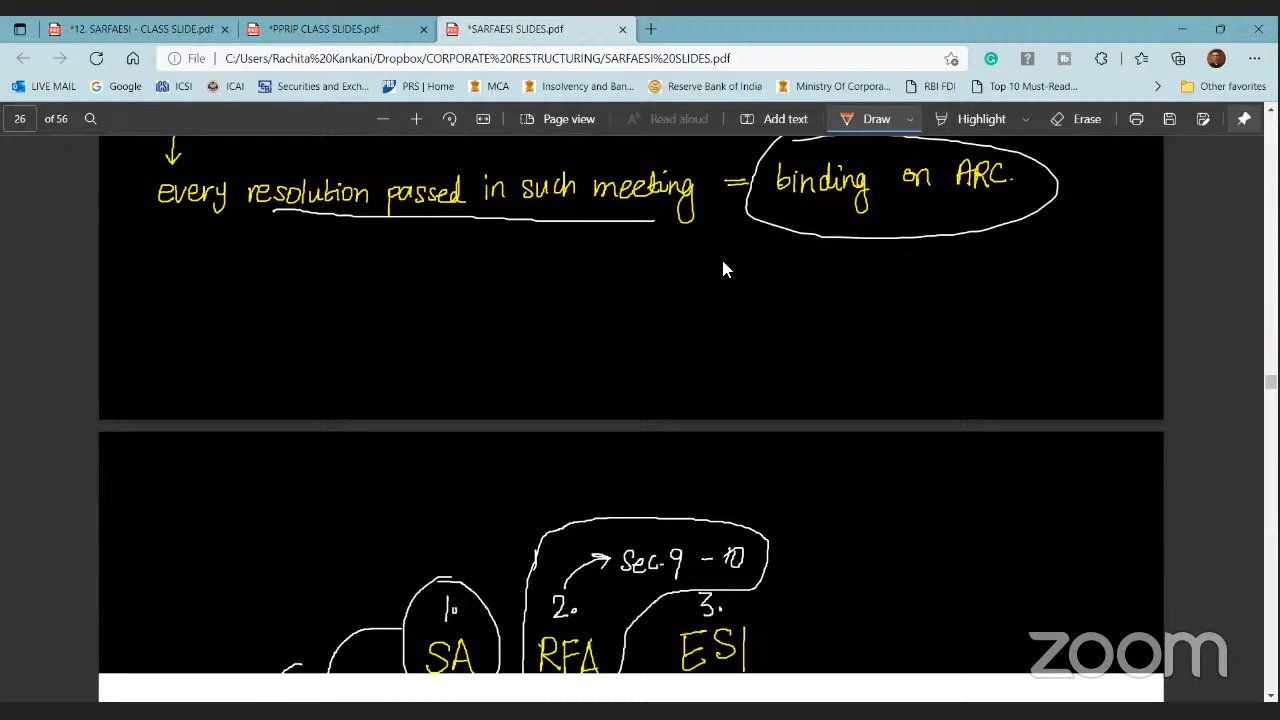 *12. SARFAESI - CLASS SLIDE.pdf
*PPRIP CLASS SLIDES.pdf
*SARFAESI SLIDES.pdf
File
C:/Users/Rachita%20Kankani/Dropbox/CORPORATE%20RESTRUCTURING/SARFAESI%20SLIDES.pdf
LIVE MAIL Google ICSI ICAI Securities and Exch... PRS | Home MCA Insolvency and Ban... Reserve Bank of India Ministry Of Corpora... RBI FDI Top 10 Must-Read... Other favorites
26 of 56 Page view Read aloud Add text Draw Highlight Erase
every resolution passed in such meeting = binding on ARC.
Sec. 9 - 10
1. 2. 3.
SA RFA ESI
zoom